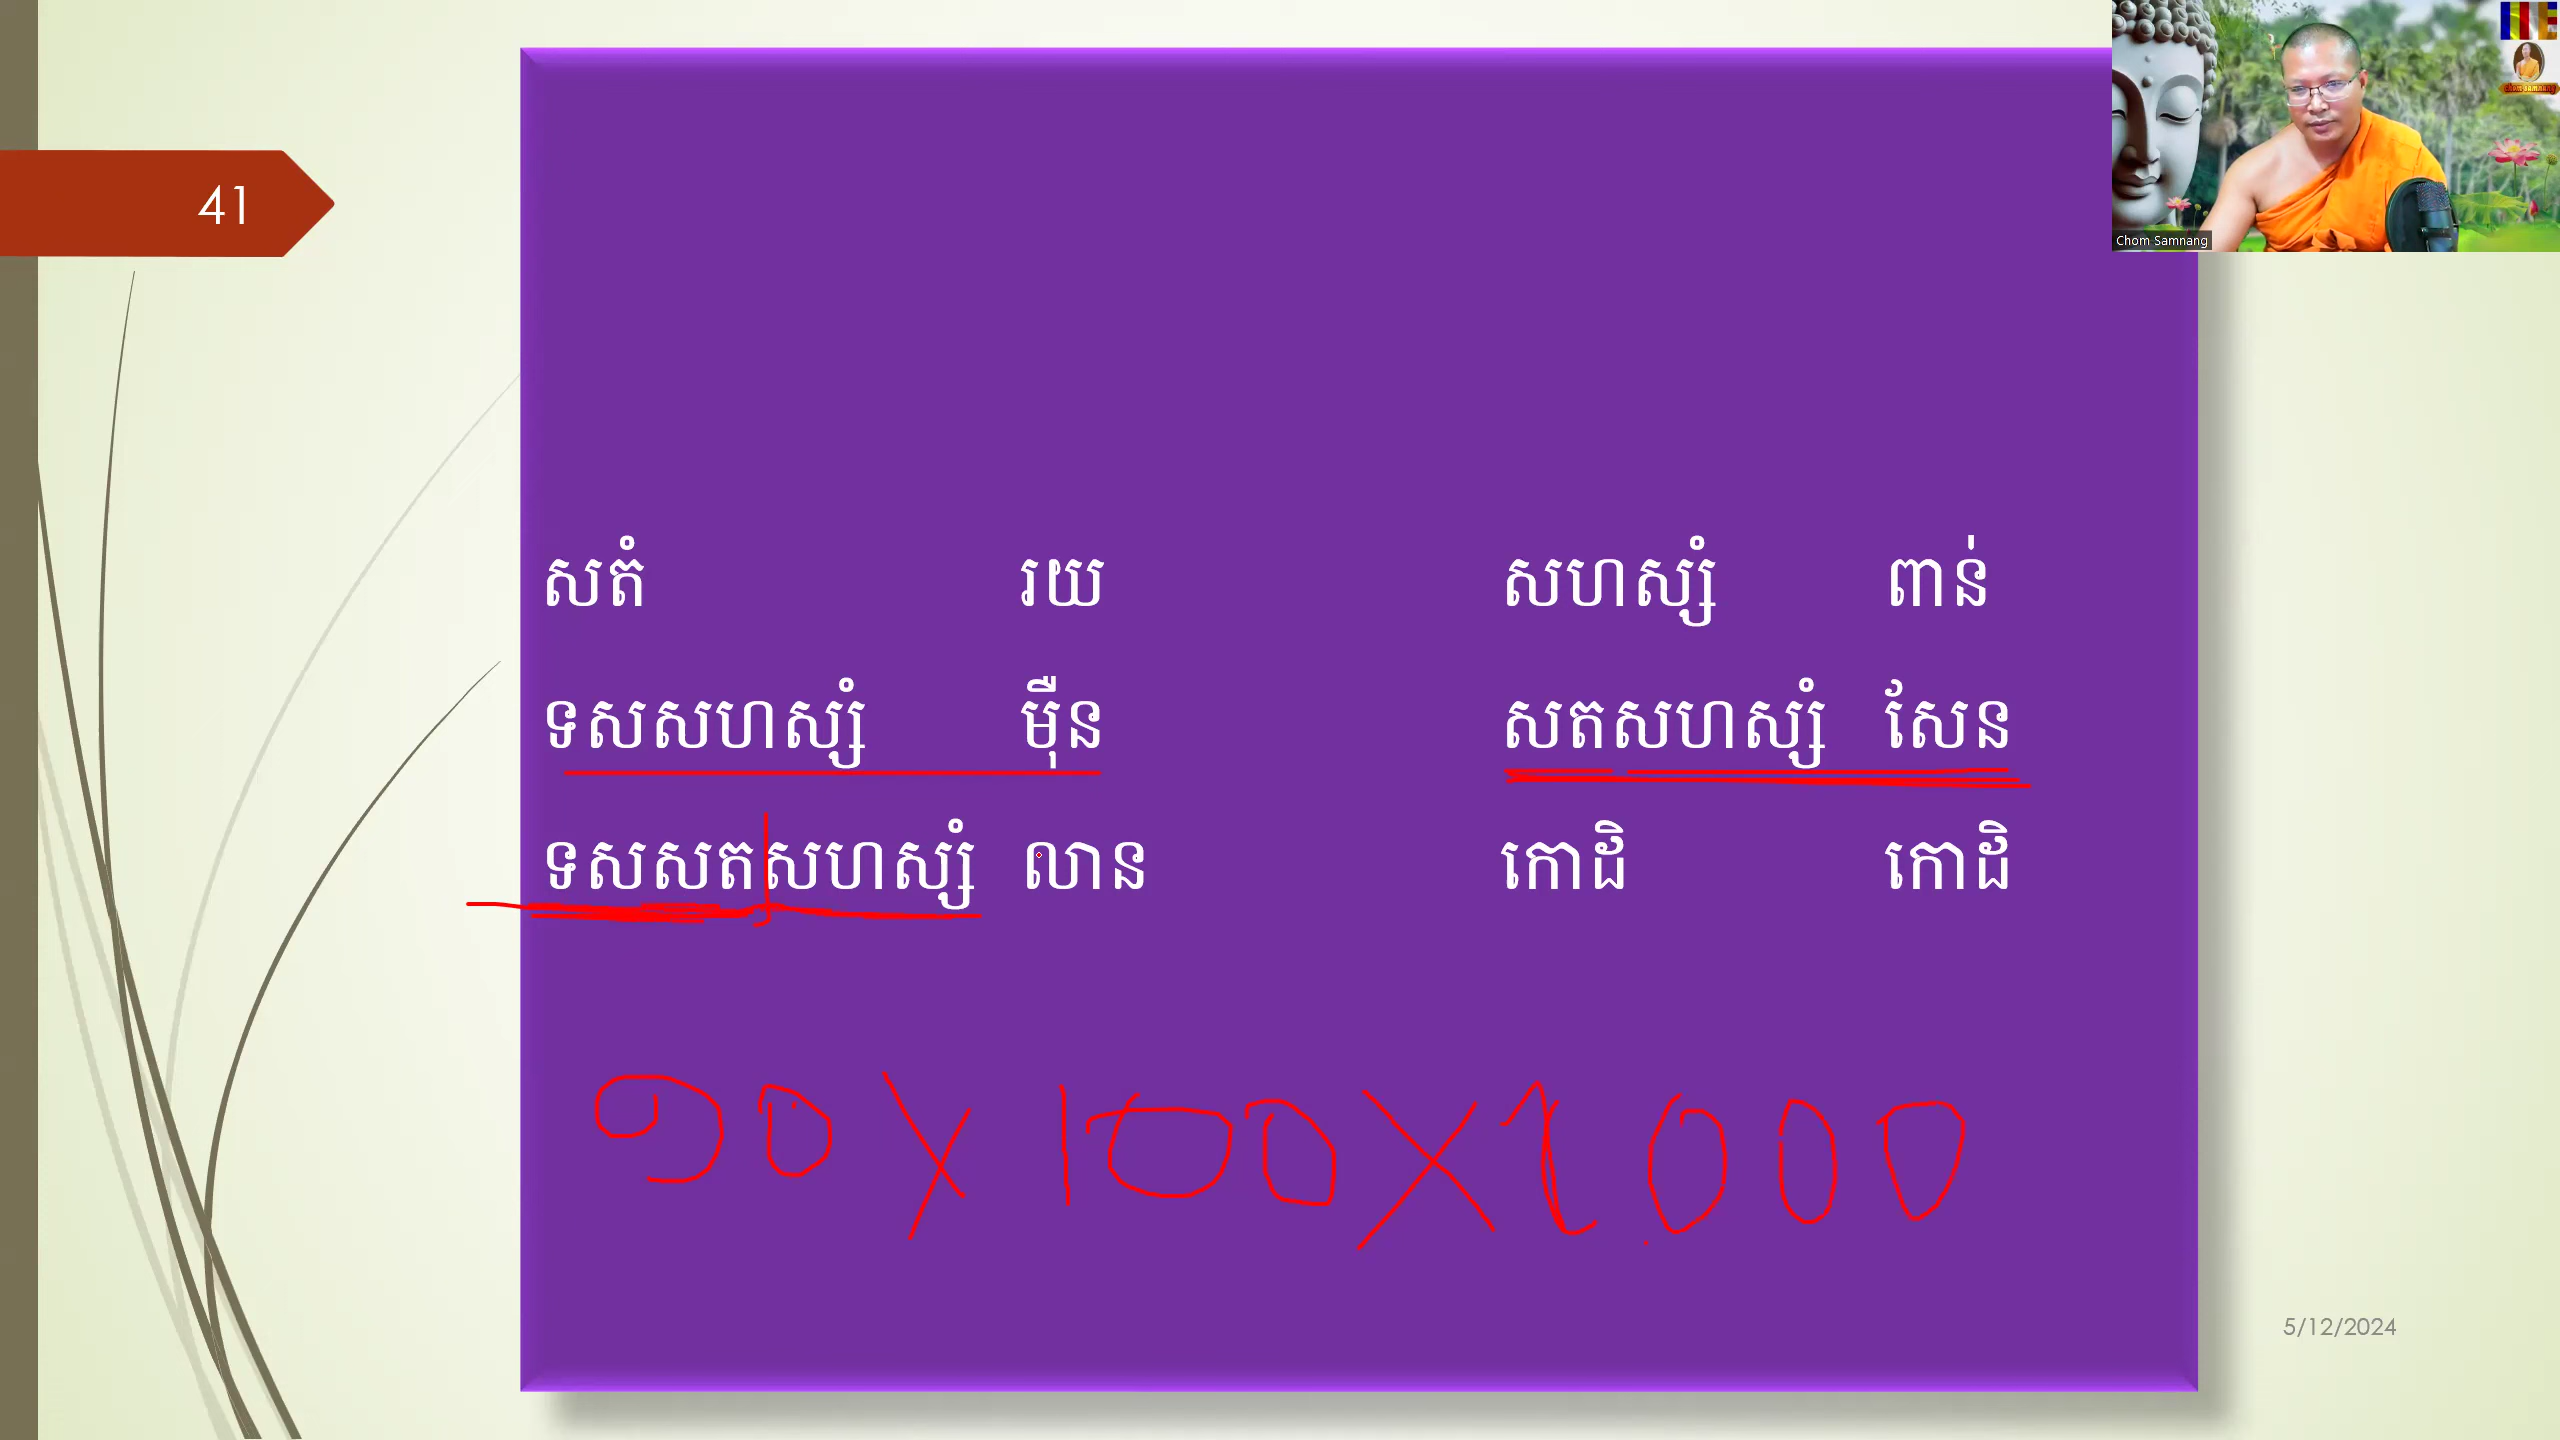 41
Chom Samnang
សតំ រយ សហស្សំ ពាន់
ទសសហស្សំ ម៉ឺន សតសហស្សំ សែន
ទសសតសហស្សំ លាន កោដិ កោដិ
១០ X 100 X 1.000
5/12/2024